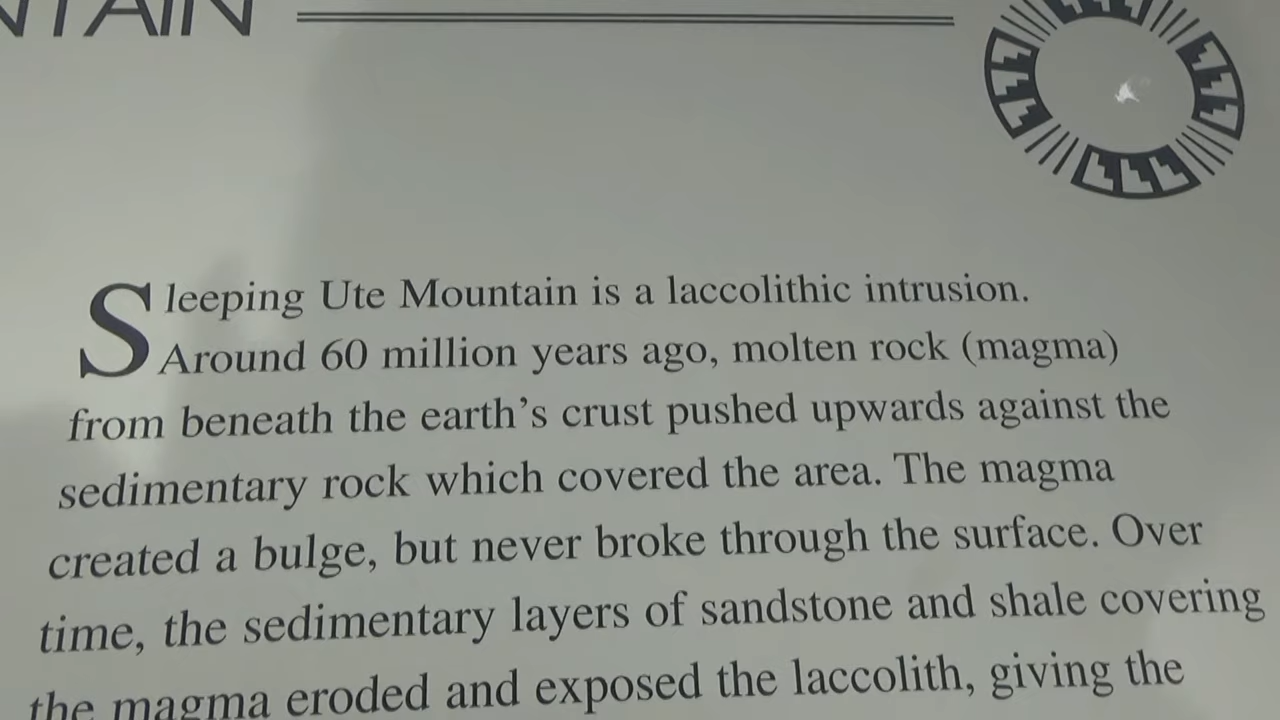 NTAIN
Sleeping Ute Mountain is a laccolithic intrusion.
Around 60 million years ago, molten rock (magma)
from beneath the earth's crust pushed upwards against the
sedimentary rock which covered the area. The magma
created a bulge, but never broke through the surface. Over
time, the sedimentary layers of sandstone and shale covering
the magma eroded and exposed the laccolith, giving the